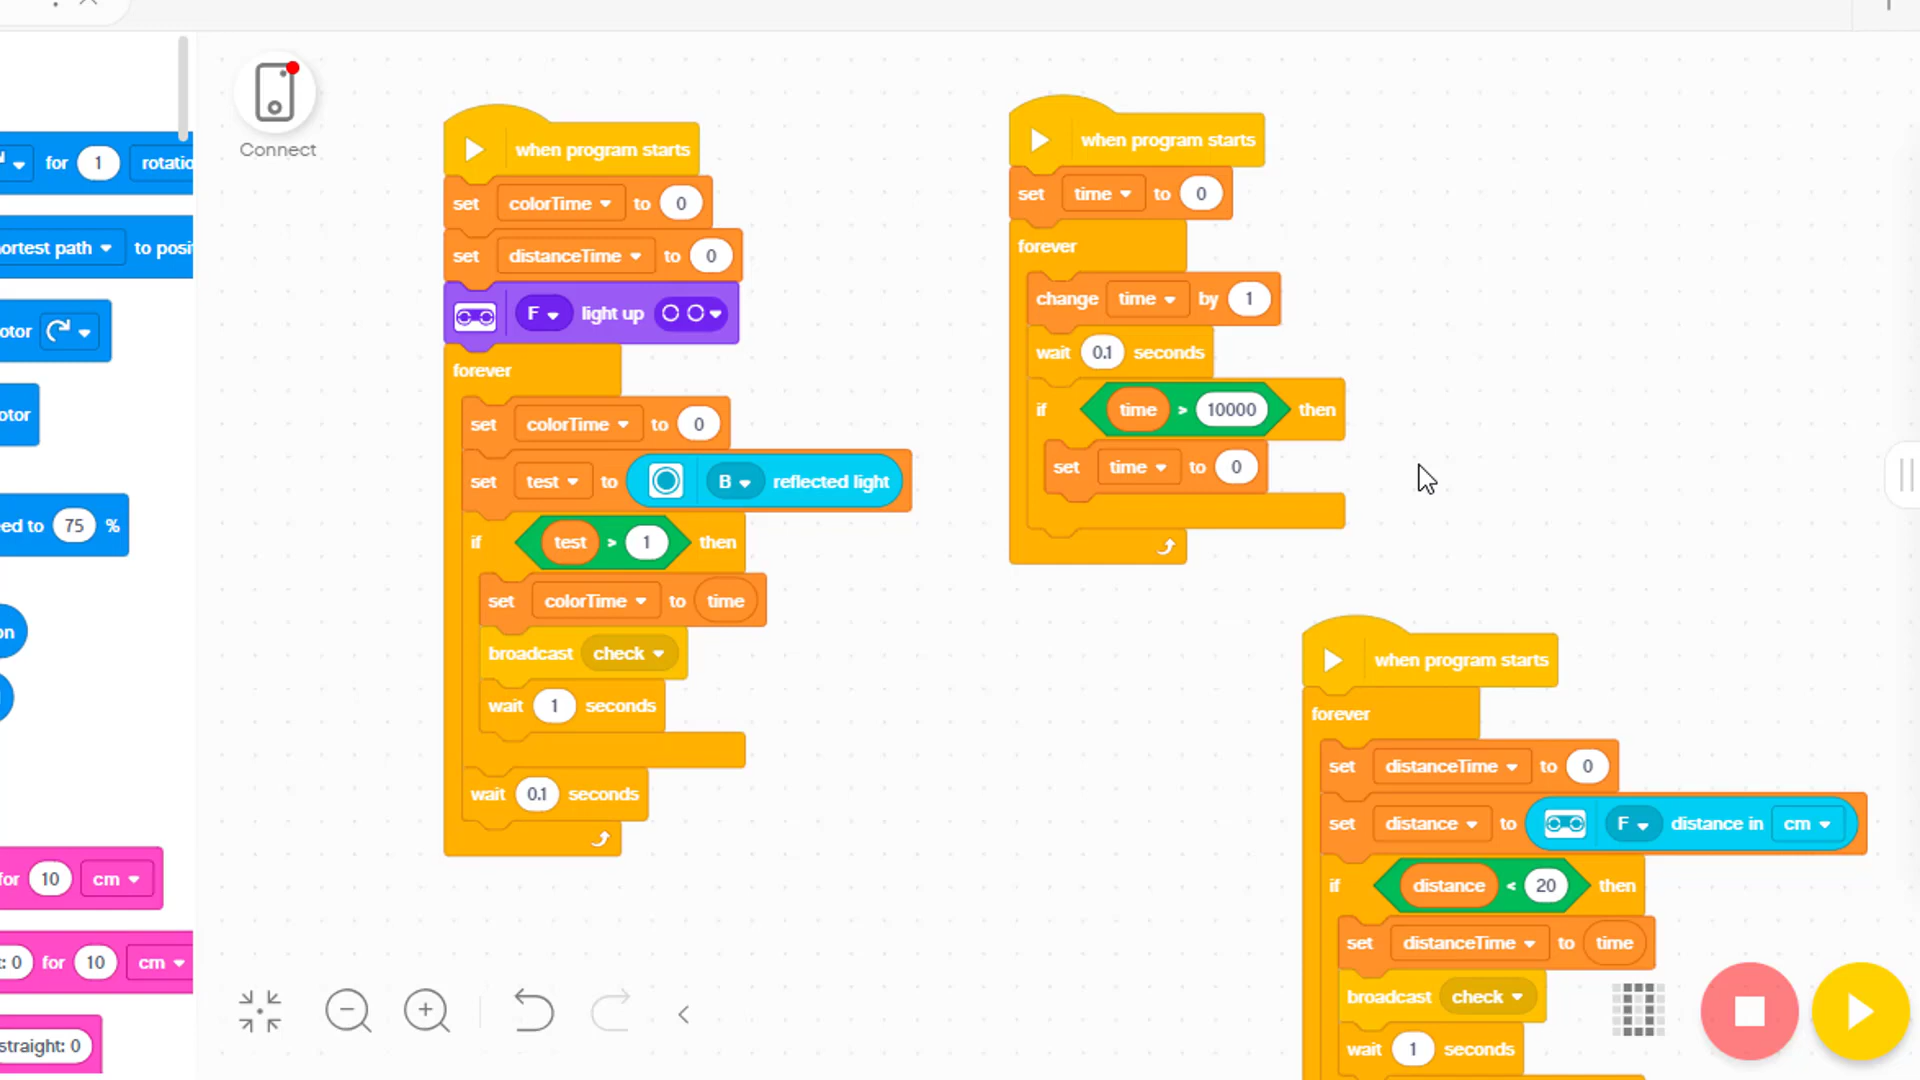 for 1 rotatio
ortest path to posit
otor
otor
eed to 75 %
on
for 10 cm
: 0 for 10 cm
straight: 0
Connect
when program starts
set colorTime to 0
set distanceTime to 0
F light up
forever
set colorTime to 0
set test to B reflected light
if test > 1 then
set colorTime to time
broadcast check
wait 1 seconds
wait 0.1 seconds
when program starts
set time to 0
forever
change time by 1
wait 0.1 seconds
if time > 10000 then
set time to 0
when program starts
forever
set distanceTime to 0
set distance to F distance in cm
if distance < 20 then
set distanceTime to time
broadcast check
wait 1 seconds